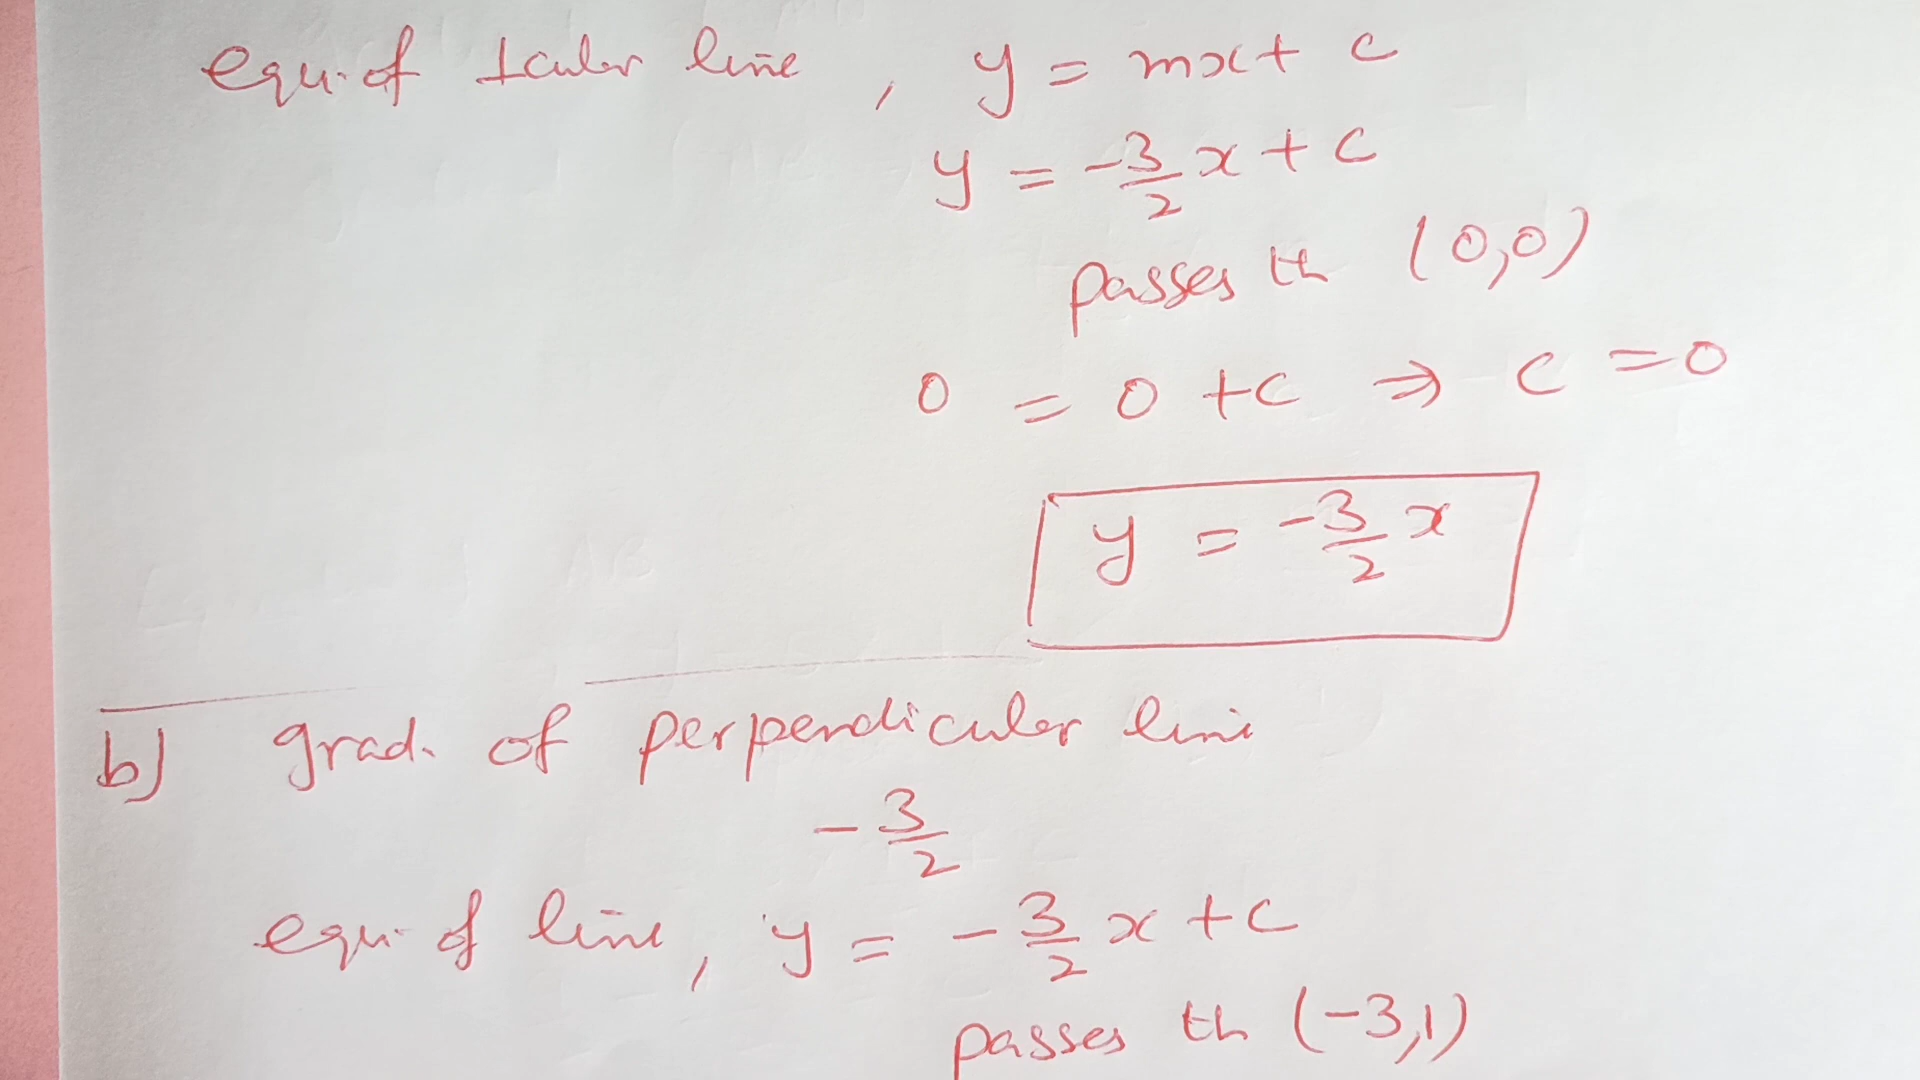 equ. of ⊥cular line, y = mx + c
y = -3/2 x + c
passes th (0,0)
0 = 0 + c ⇒ c = 0
y = -3/2 x
b) grad. of perpendicular line
- 3/2
equ. of line, y = - 3/2 x + c
passes th (-3,1)